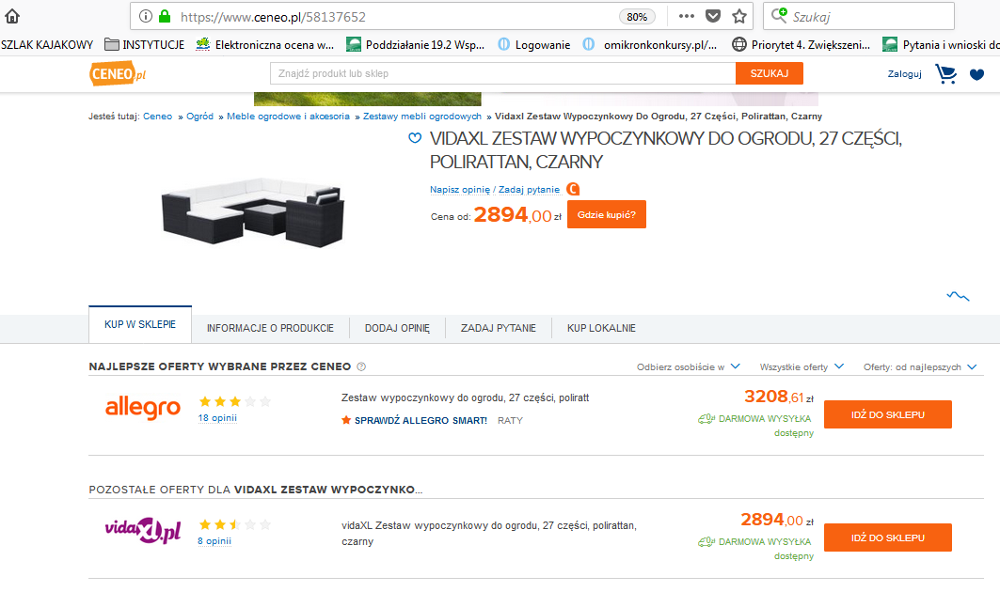 https://www.ceneo.pl/58137652
80%
Szukaj
SZLAK KAJAKOWY
INSTYTUCJE
Elektroniczna ocena w...
Poddziałanie 19.2 Wsp...
Logowanie
omikronkonkursy.pl/...
Priorytet 4. Zwiększeni...
Pytania i wnioski do
CENEO.pl
Znajdź produkt lub sklep
SZUKAJ
Zaloguj
Jesteś tutaj: Ceneo » Ogród » Meble ogrodowe i akcesoria » Zestawy mebli ogrodowych » Vidaxl Zestaw Wypoczynkowy Do Ogrodu, 27 Części, Polirattan, Czarny
VIDAXL ZESTAW WYPOCZYNKOWY DO OGRODU, 27 CZĘŚCI,
POLIRATTAN, CZARNY
Napisz opinię / Zadaj pytanie C
Cena od: 2894,00 zł
Gdzie kupić?
KUP W SKLEPIE
INFORMACJE O PRODUKCIE
DODAJ OPINIĘ
ZADAJ PYTANIE
KUP LOKALNIE
NAJLEPSZE OFERTY WYBRANE PRZEZ CENEO ?
Odbierz osobiście w
Wszystkie oferty
Oferty: od najlepszych
allegro
18 opinii
Zestaw wypoczynkowy do ogrodu, 27 części, poliratt
SPRAWDŹ ALLEGRO SMART! RATY
3208,61 zł
DARMOWA WYSYŁKA
dostępny
IDŹ DO SKLEPU
POZOSTAŁE OFERTY DLA VIDAXL ZESTAW WYPOCZYNKO...
vidaXL.pl
8 opinii
vidaXL Zestaw wypoczynkowy do ogrodu, 27 części, polirattan,
czarny
2894,00 zł
DARMOWA WYSYŁKA
dostępny
IDŹ DO SKLEPU